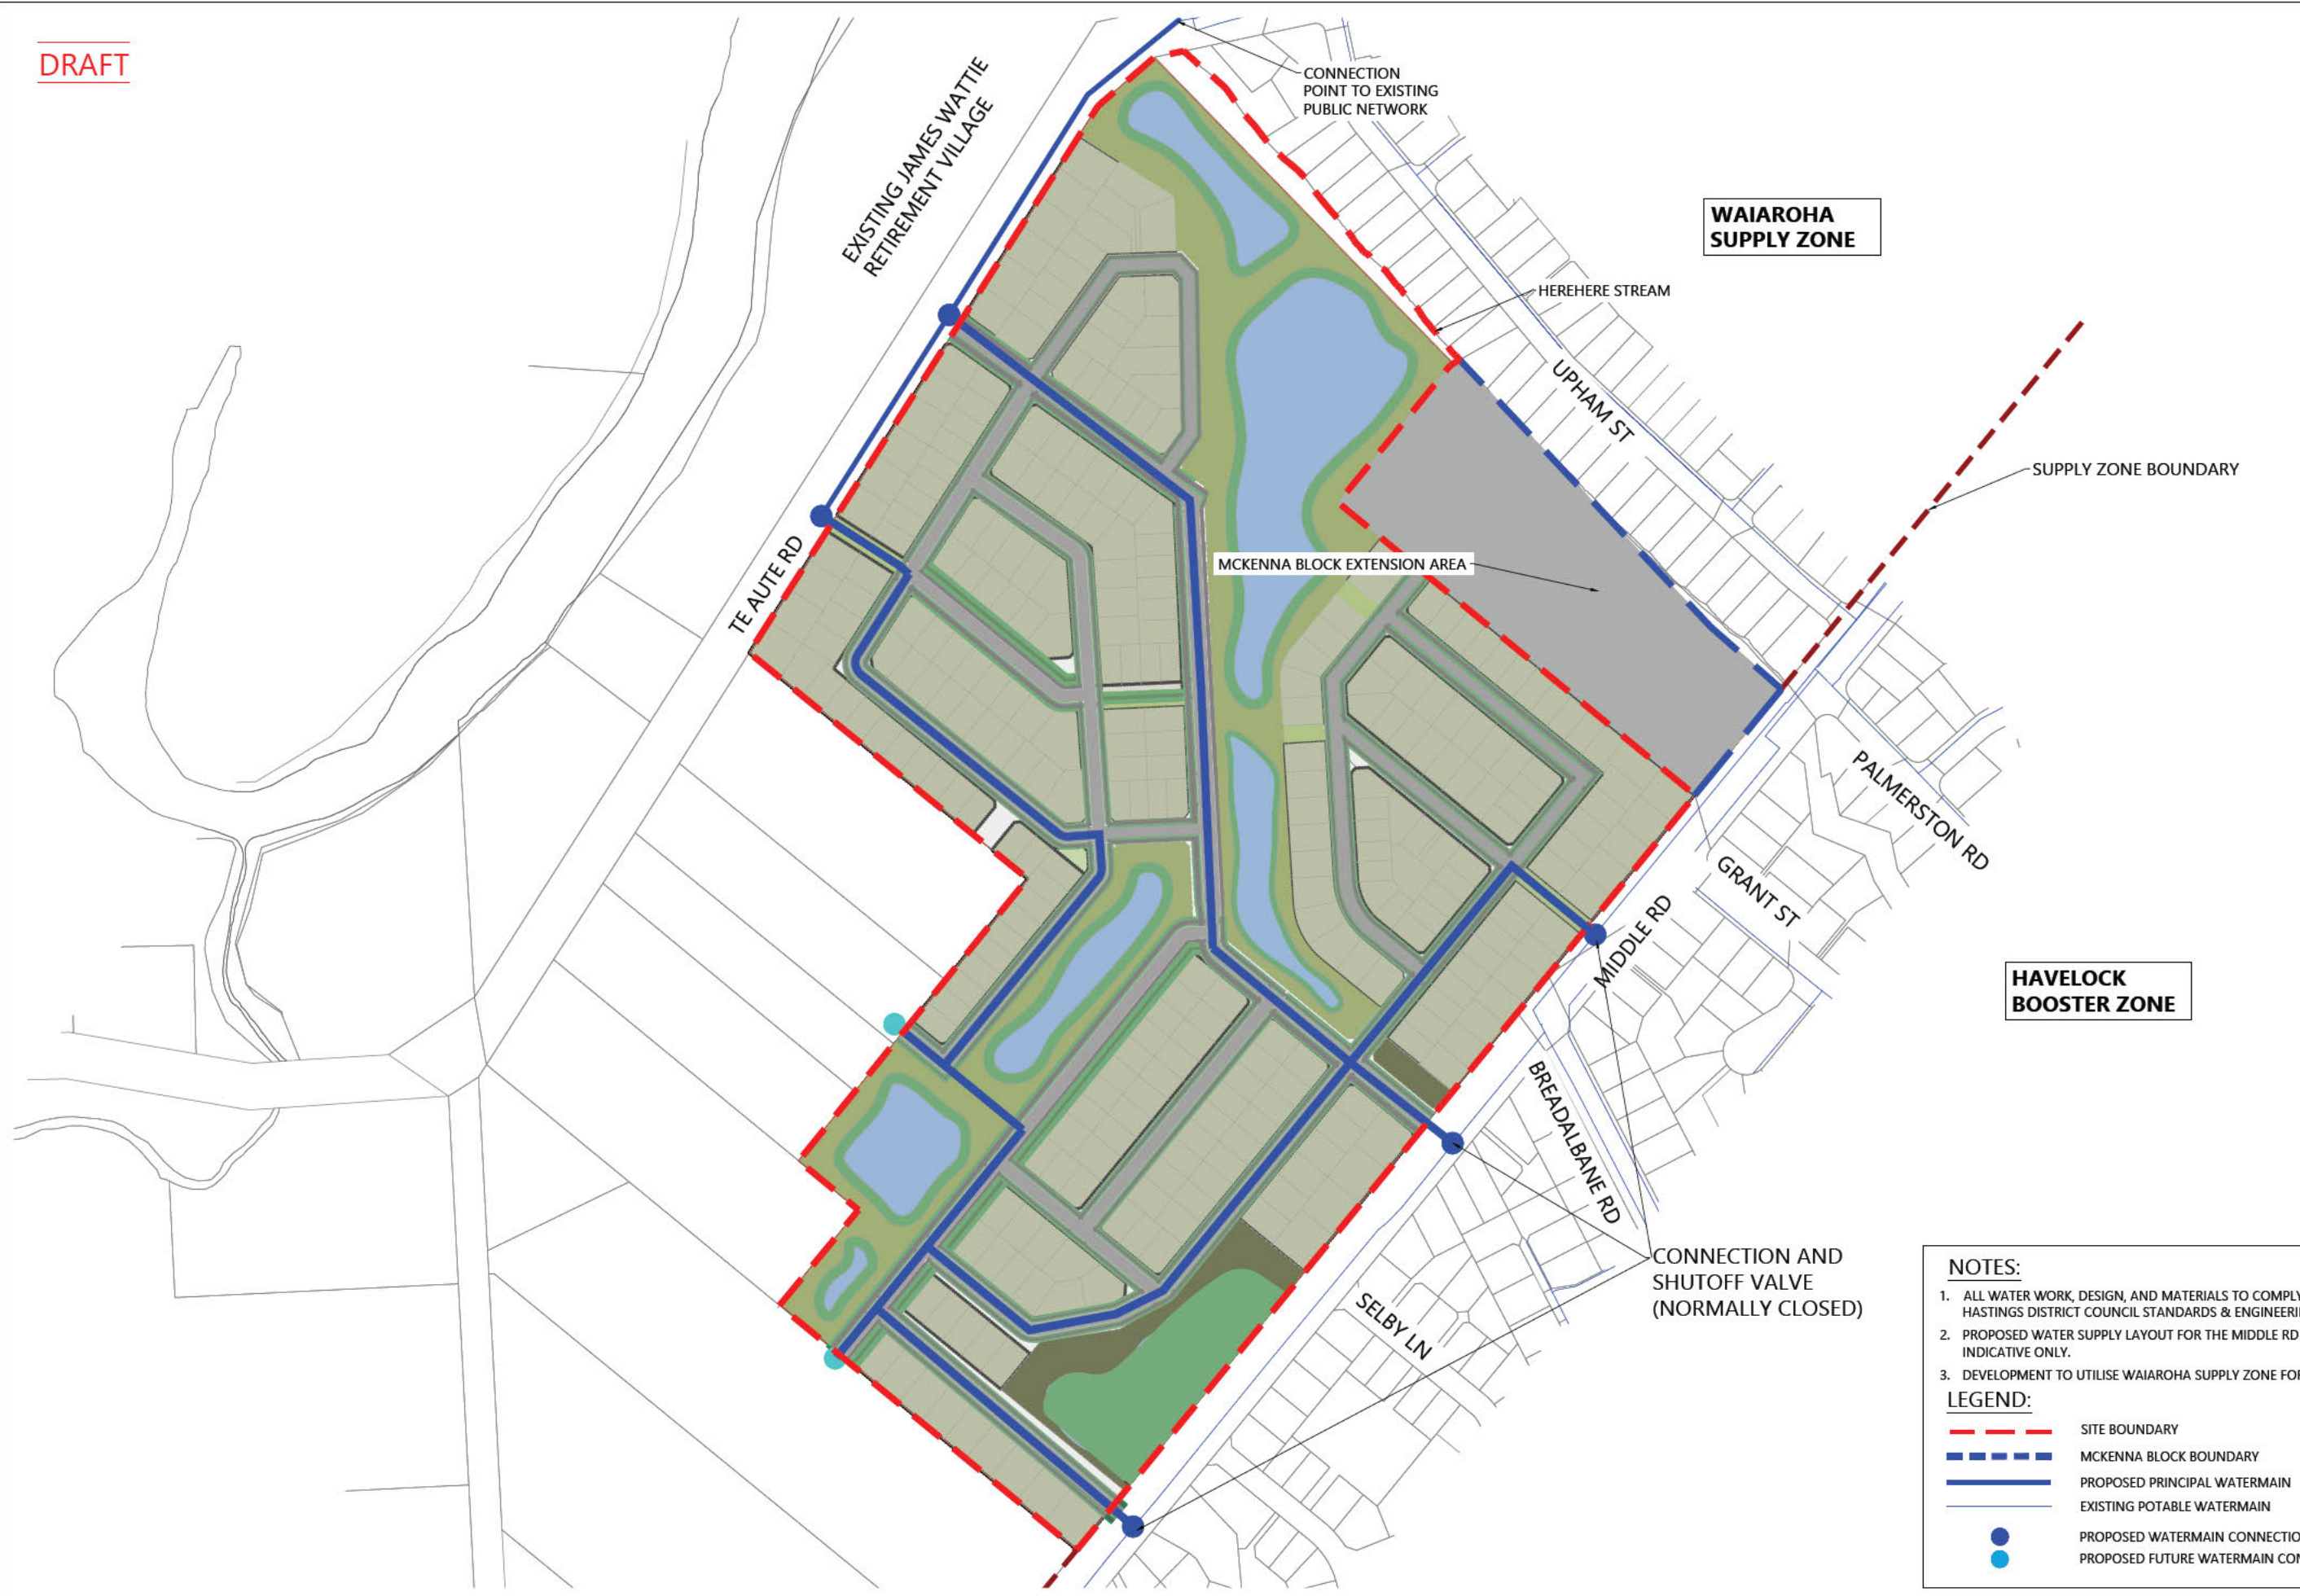 DRAFT
EXISTING JAMES WATTIE
RETIREMENT VILLAGE
CONNECTION
POINT TO EXISTING
PUBLIC NETWORK
WAIAROHA
SUPPLY ZONE
HEREHERE STREAM
UPHAM ST
SUPPLY ZONE BOUNDARY
TE AUTE RD
MCKENNA BLOCK EXTENSION AREA
PALMERSTON RD
GRANT ST
MIDDLE RD
HAVELOCK
BOOSTER ZONE
BREADALBANE RD
SELBY LN
CONNECTION AND
SHUTOFF VALVE
(NORMALLY CLOSED)
NOTES:
1. ALL WATER WORK, DESIGN, AND MATERIALS TO COMPLY
HASTINGS DISTRICT COUNCIL STANDARDS &
2. PROPOSED WATER SUPPLY LAYOUT FOR THE MIDDLE RD
INDICATIVE ONLY.
3. DEVELOPMENT TO UTILISE WAIAROHA SUPPLY ZONE
LEGEND:
SITE BOUNDARY
MCKENNA BLOCK BOUNDARY
PROPOSED PRINCIPAL WATERMAIN
EXISTING POTABLE WATERMAIN
PROPOSED WATERMAIN
PROPOSED FUTURE WATERMAIN